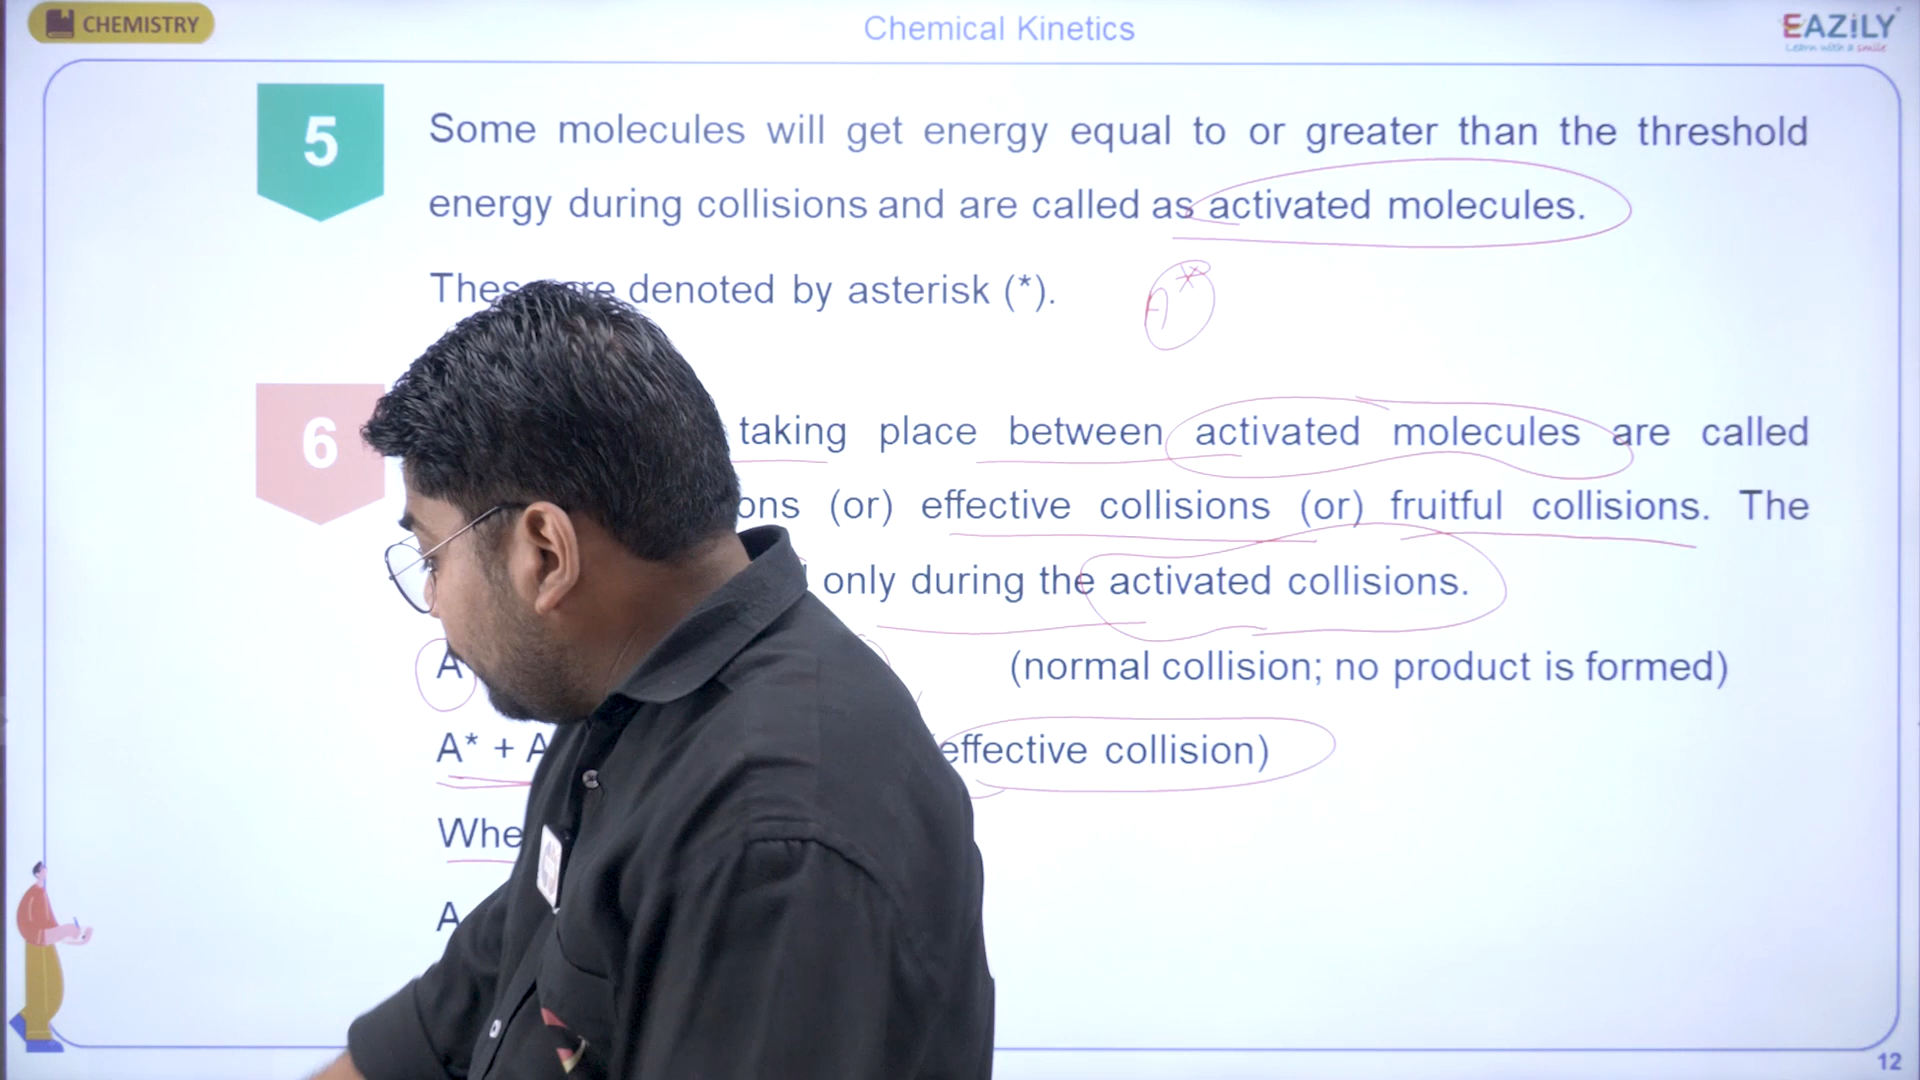 CHEMISTRY
Chemical Kinetics
EAZiLY
Learn with a smile
5
Some molecules will get energy equal to or greater than the threshold
energy during collisions and are called as activated molecules.
denoted by asterisk (*).
A*
6
taking place between activated molecules are called
(or) effective collisions (or) fruitful collisions. The
only during the activated collisions.
A (normal collision; no product is formed)
A* + A effective collision)
A
12